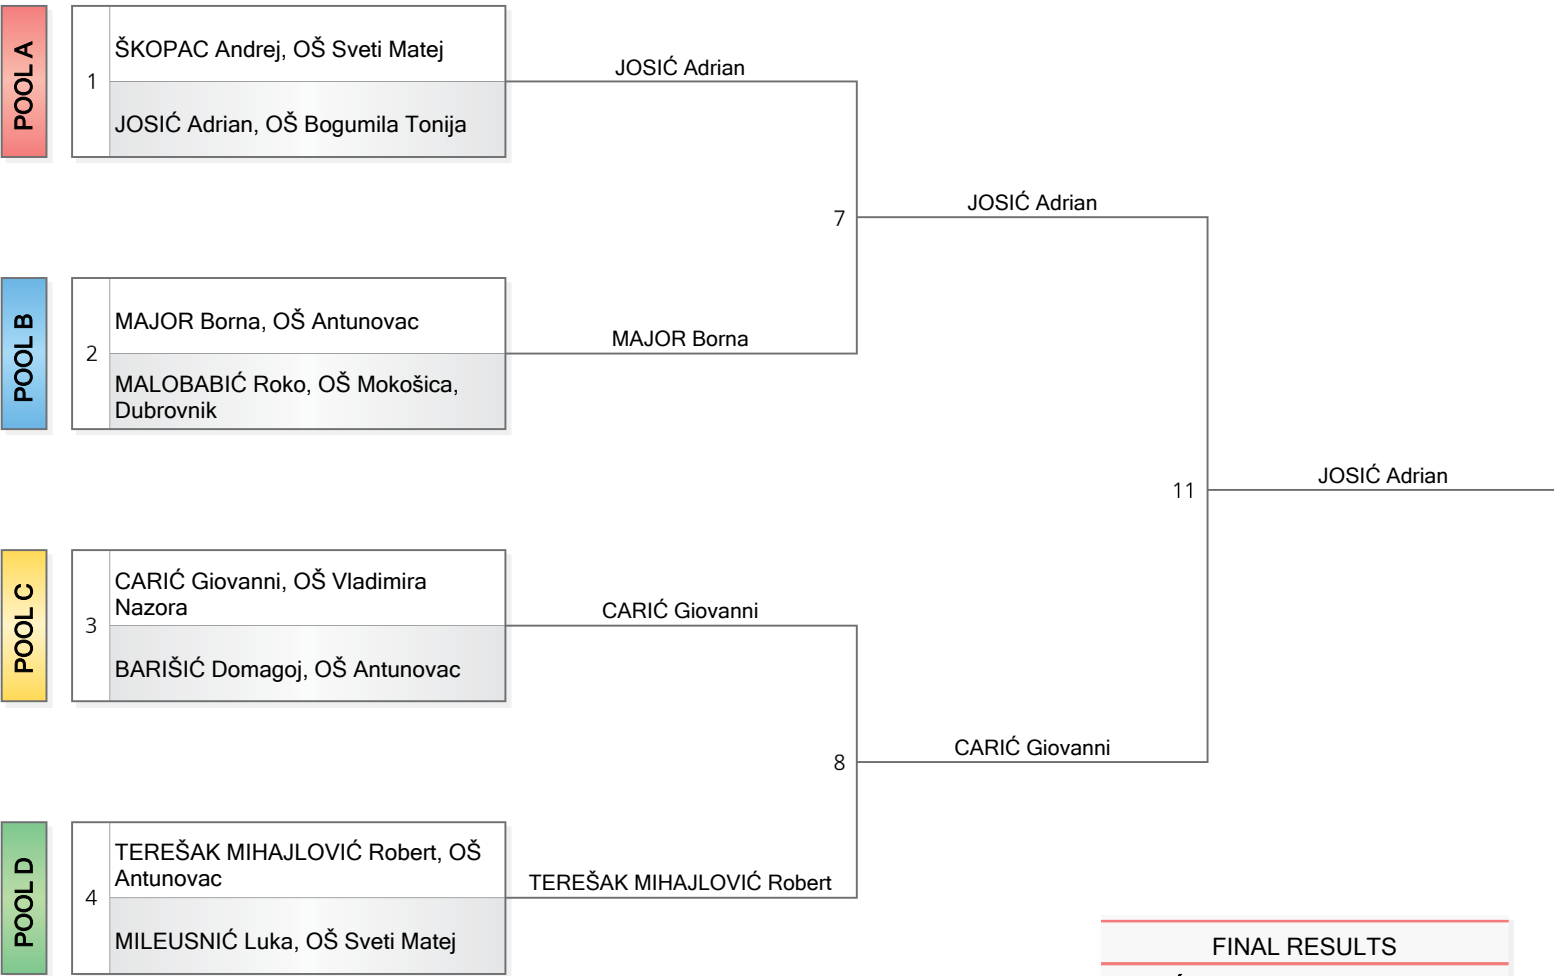 POOL A
1
ŠKOPAC Andrej, OŠ Sveti Matej
JOSIĆ Adrian, OŠ Bogumila Tonija
JOSIĆ Adrian
7
JOSIĆ Adrian
POOL B
2
MAJOR Borna, OŠ Antunovac
MALOBABIĆ Roko, OŠ Mokošica,
Dubrovnik
MAJOR Borna
11
JOSIĆ Adrian
POOL C
3
CARIĆ Giovanni, OŠ Vladimira
Nazora
BARIŠIĆ Domagoj, OŠ Antunovac
CARIĆ Giovanni
8
CARIĆ Giovanni
POOL D
4
TEREŠAK MIHAJLOVIĆ Robert, OŠ
Antunovac
MILEUSNIĆ Luka, OŠ Sveti Matej
TEREŠAK MIHAJLOVIĆ Robert
FINAL RESULTS